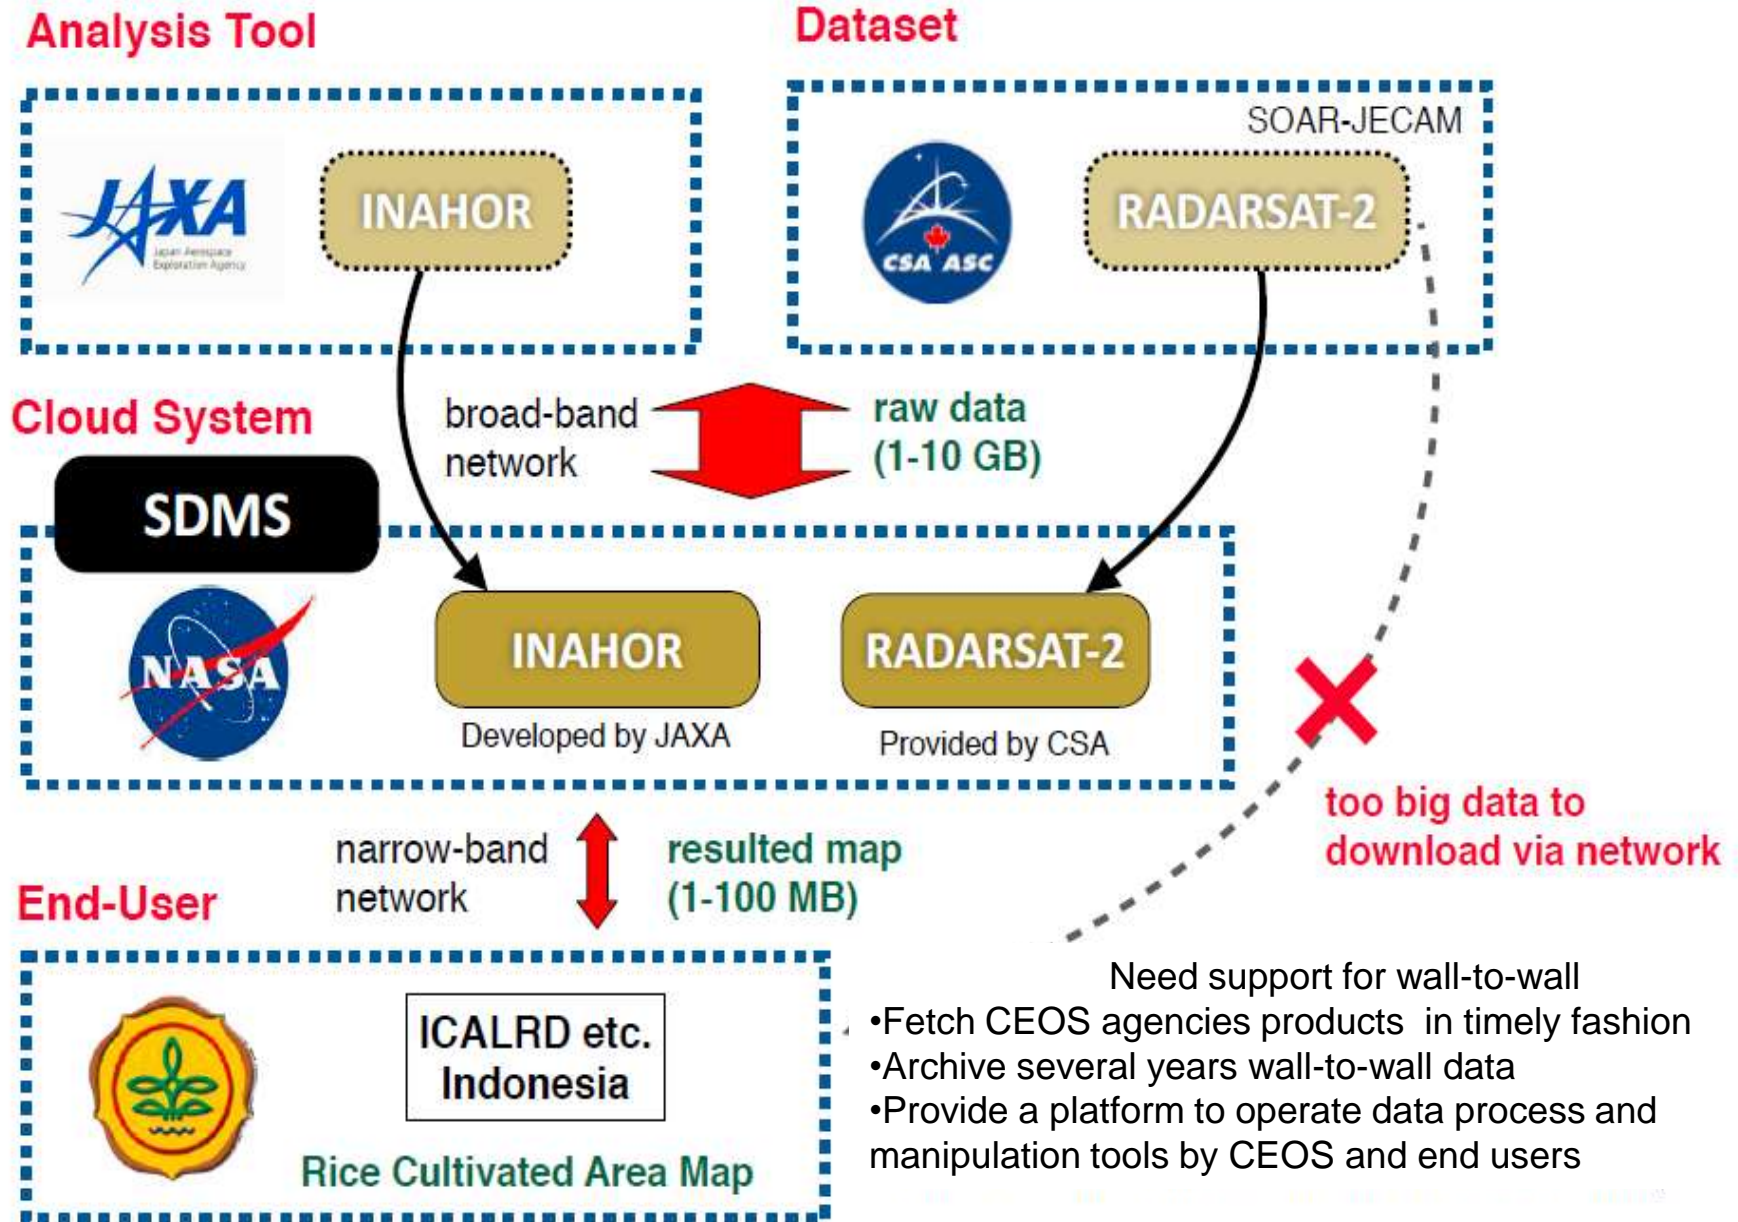 Analysis Tool
Dataset
SOAR-JECAM
JAXA
Japan Aerospace
Exploration Agency
INAHOR
CSA ASC
RADARSAT-2
Cloud System
broad-band
network
raw data
(1-10 GB)
SDMS
NASA
INAHOR
RADARSAT-2
Developed by JAXA
Provided by CSA
too big data to
download via network
narrow-band
network
resulted map
(1-100 MB)
End-User
ICALRD etc.
Indonesia
Rice Cultivated Area Map
Need support for wall-to-wall
•Fetch CEOS agencies products in timely fashion
•Archive several years wall-to-wall data
•Provide a platform to operate data process and
manipulation tools by CEOS and end users